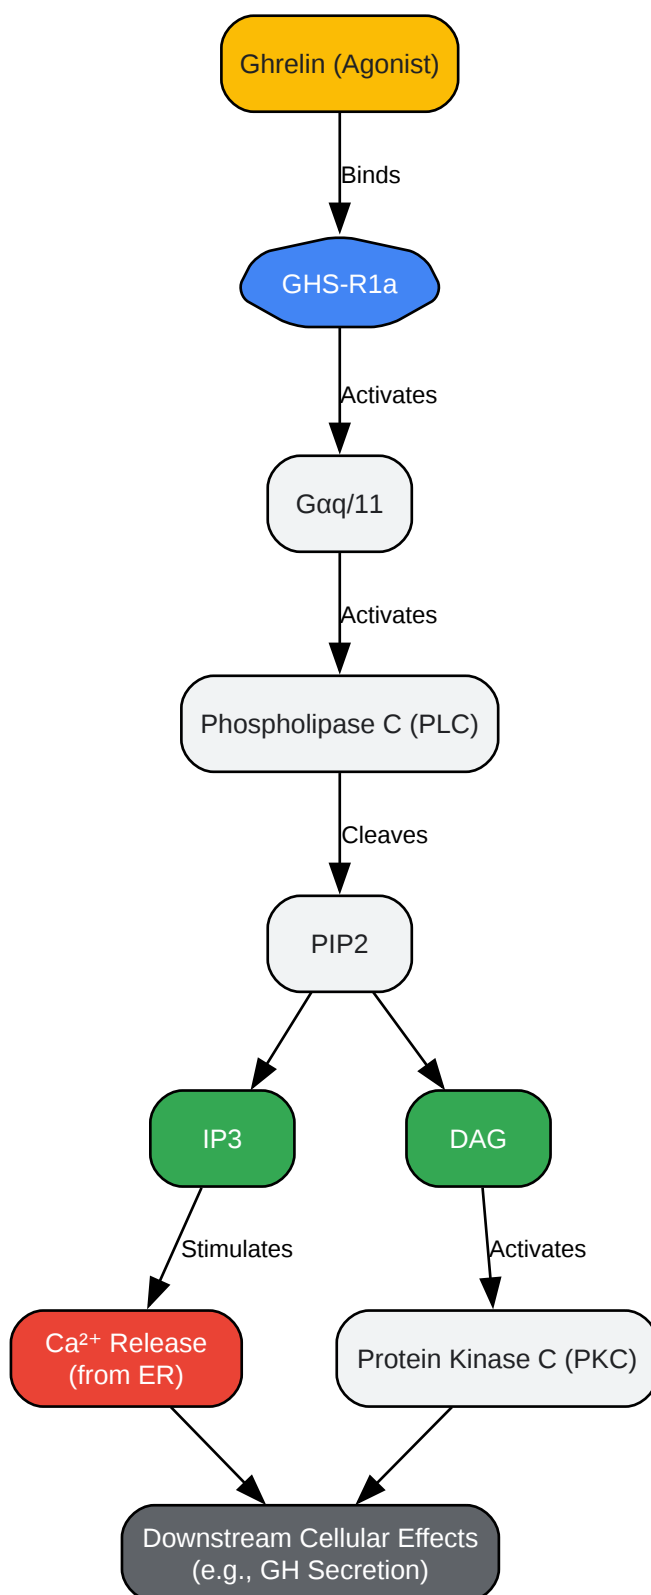 Ghrelin (Agonist)
Binds
GHS-R1a
Activates
Gαq/11
Activates
Phospholipase C (PLC)
Cleaves
PIP2
IP3
DAG
Stimulates
Activates
Ca²⁺ Release
(from ER)
Protein Kinase C (PKC)
Downstream Cellular Effects
(e.g., GH Secretion)